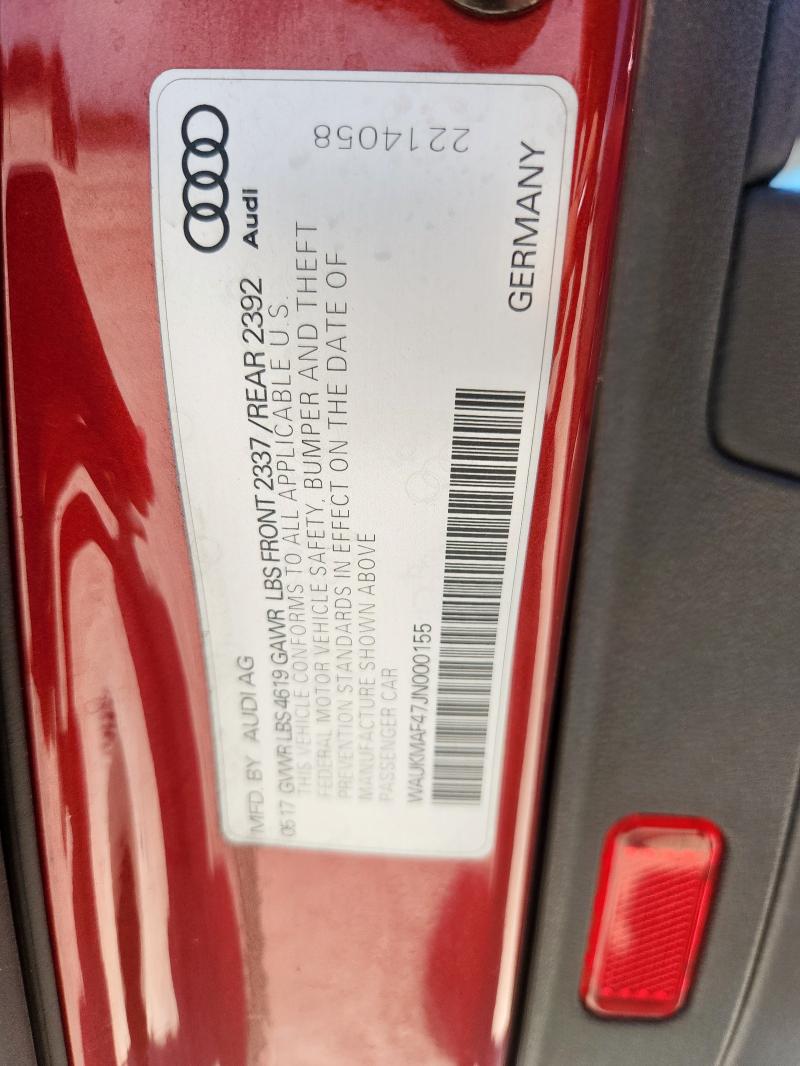 MFD. BY AUDI AG
05 17 GVWR LBS 4619 GAWR LBS FRONT 2337 /REAR 2392
THIS VEHICLE CONFORMS TO ALL APPLICABLE U.S.
FEDERAL MOTOR VEHICLE SAFETY, BUMPER AND THEFT
PREVENTION STANDARDS IN EFFECT ON THE DATE OF
MANUFACTURE SHOWN ABOVE
PASSENGER CAR
WAUKMAF47JN000155
Audi
GERMANY
2214058